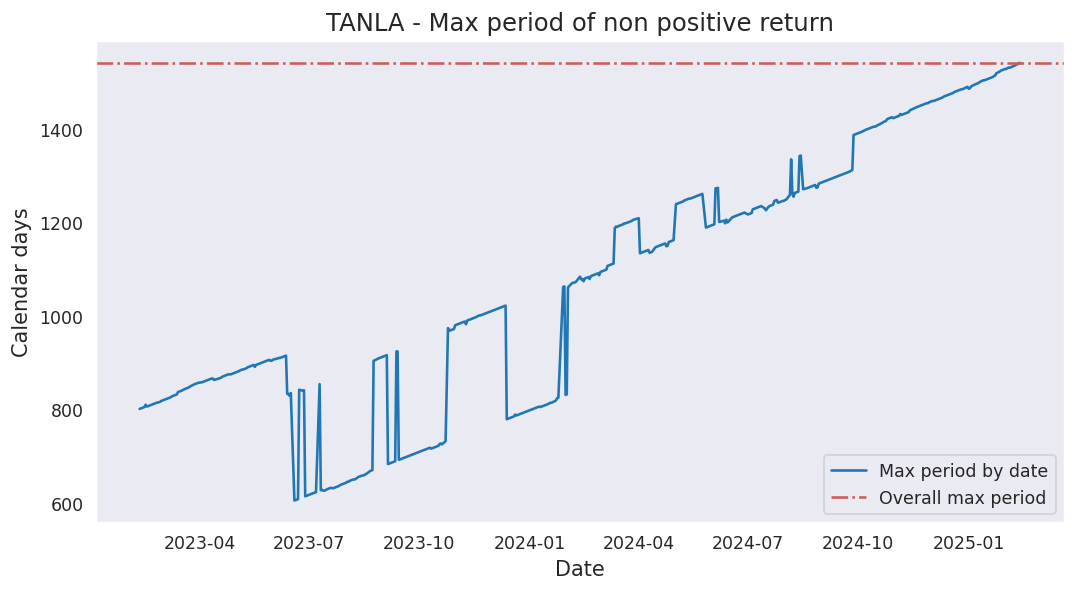 TANLA - Max period of non positive return
Calendar days
1400
1200
1000
800
600
2023-04 2023-07 2023-10 2024-01 2024-04 2024-07 2024-10 2025-01
Date
Max period by date
Overall max period